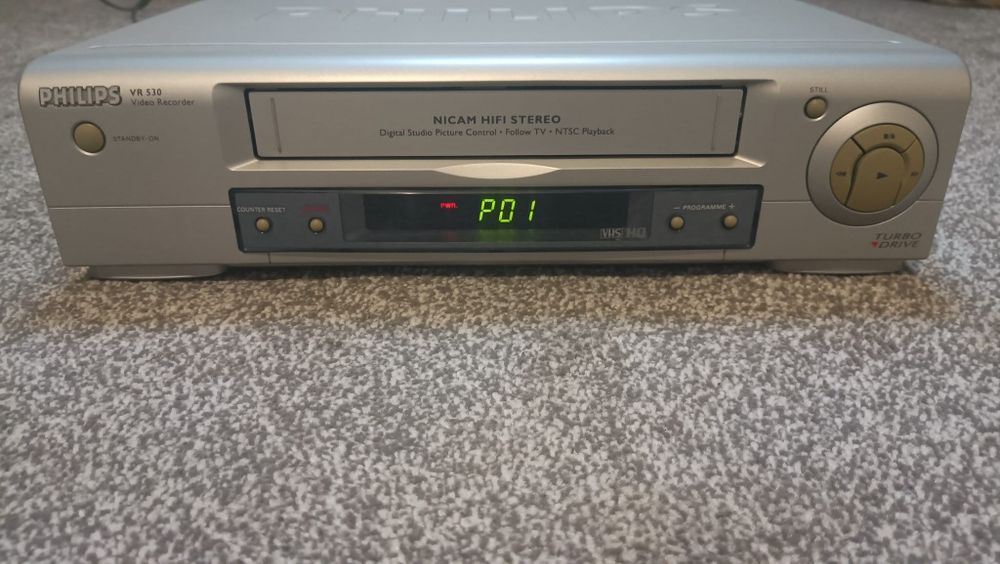 PHILIPS
PHILIPS VR 530
Video Recorder
STANDBY-ON
NICAM HIFI STEREO
Digital Studio Picture Control • Follow TV • NTSC Playback
STILL
COUNTER RESET
PWR.
P01
VHS HQ
− PROGRAMME +
TURBO
DRIVE